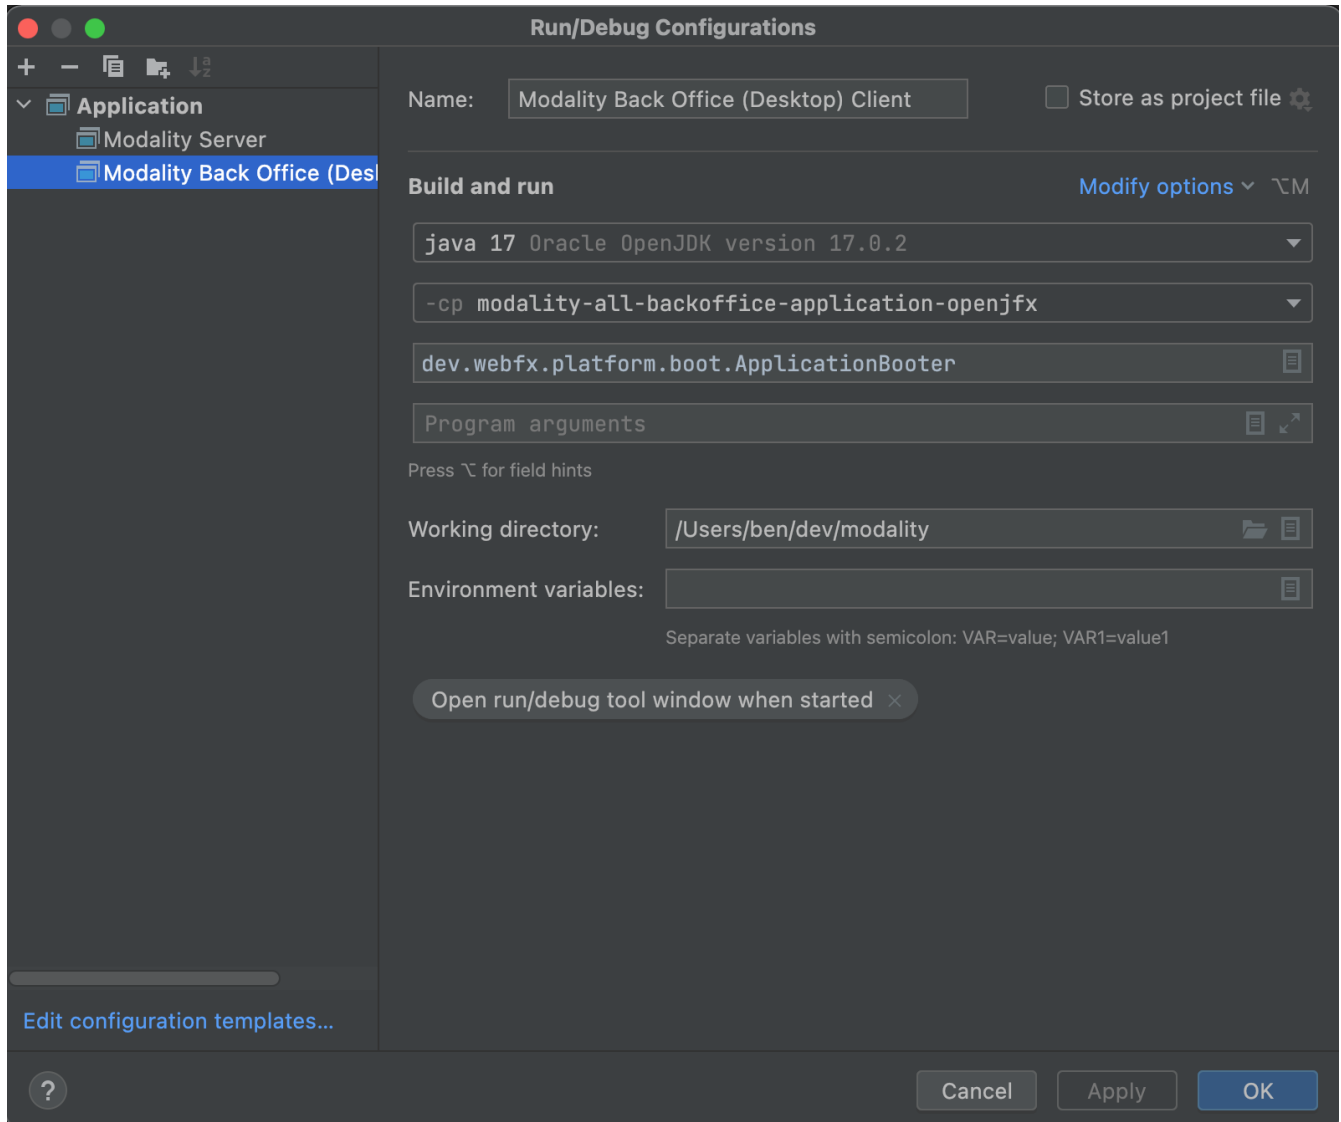 Run/Debug Configurations
Application
Modality Server
Modality Back Office (Des
Edit configuration templates...
Name: Modality Back Office (Desktop) Client Store as project file
Build and run Modify options ⌥M
java 17 Oracle OpenJDK version 17.0.2
-cp modality-all-backoffice-application-openjfx
dev.webfx.platform.boot.ApplicationBooter
Program arguments
Press ⌥ for field hints
Working directory: /Users/ben/dev/modality
Environment variables:
Separate variables with semicolon: VAR=value; VAR1=value1
Open run/debug tool window when started
? Cancel Apply OK